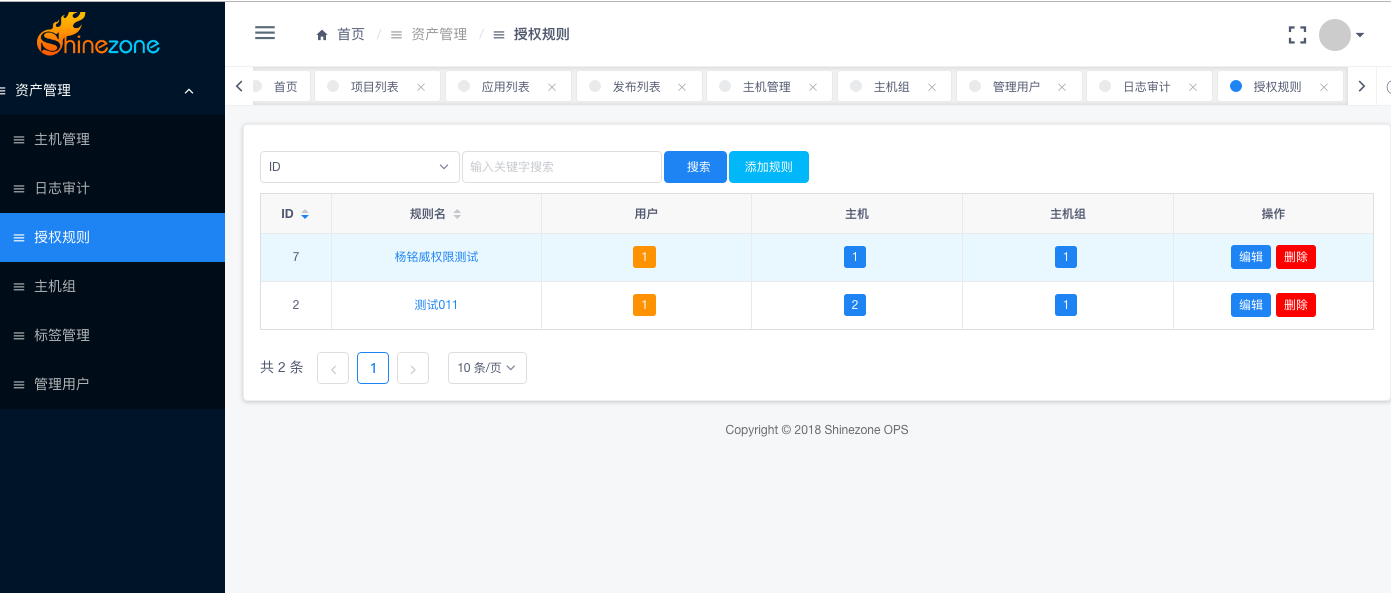 Shinezone
资产管理
主机管理
日志审计
授权规则
主机组
标签管理
管理用户
首页 / 资产管理 / 授权规则
首页 项目列表 应用列表 发布列表 主机管理 主机组 管理用户 日志审计 授权规则
ID 输入关键字搜索 搜索 添加规则
ID 规则名 用户 主机 主机组 操作
7 杨铭威权限测试 1 1 1 编辑 删除
2 测试011 1 2 1 编辑 删除
共 2 条 1 10 条/页
Copyright © 2018 Shinezone OPS